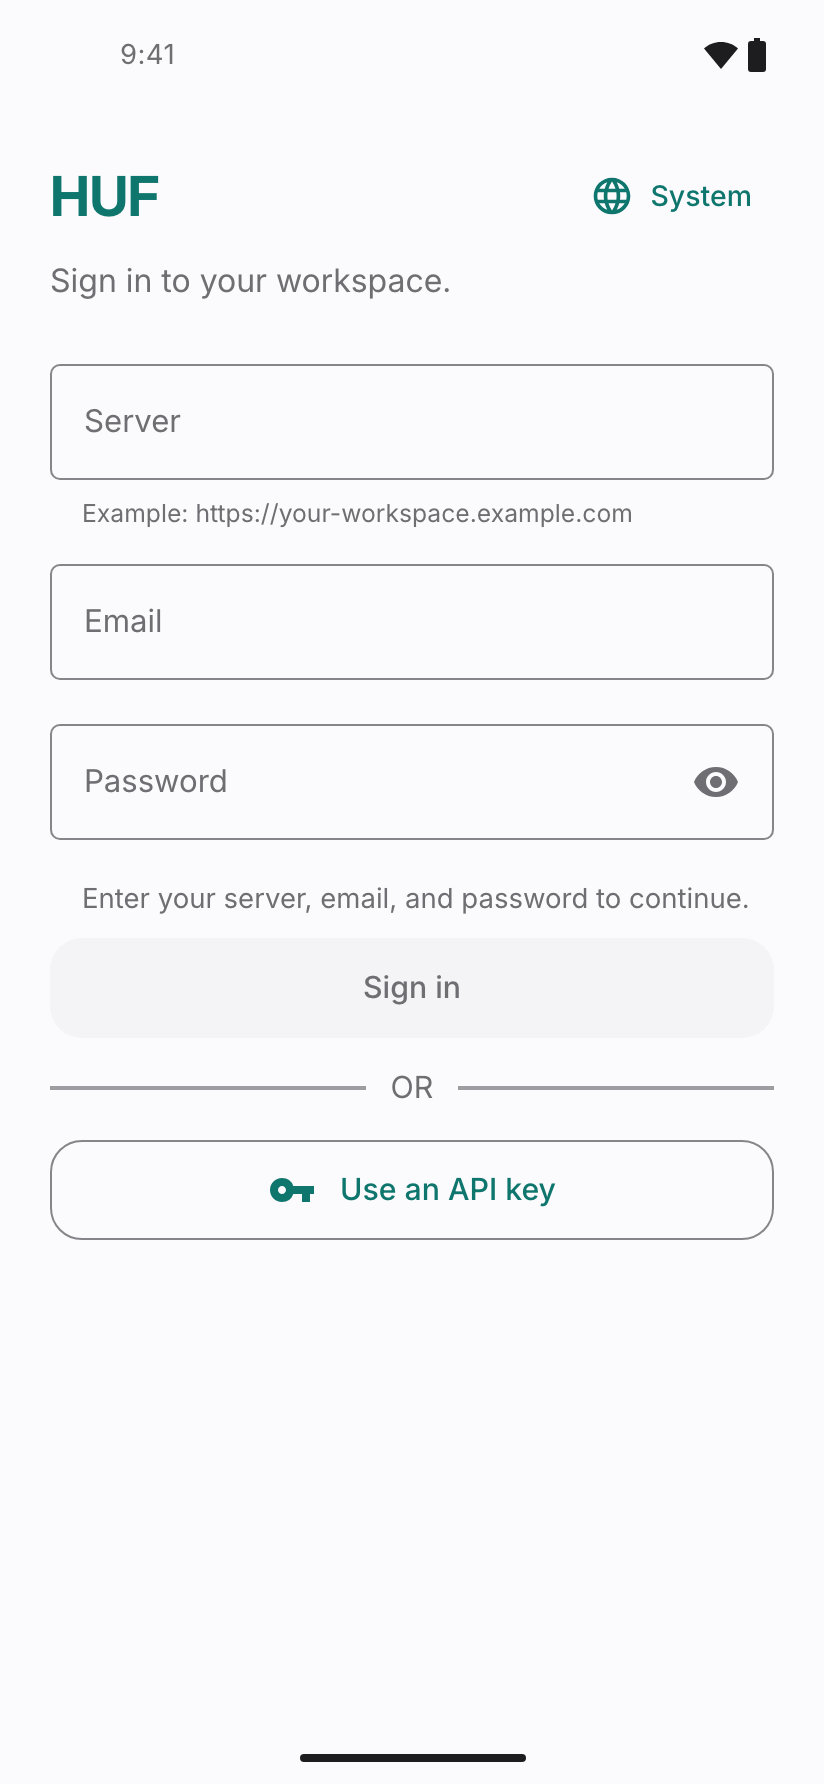 9:41
HUF
System
Sign in to your workspace.
Server
Example: https://your-workspace.example.com
Email
Password
Enter your server, email, and password to continue.
Sign in
OR
Use an API key